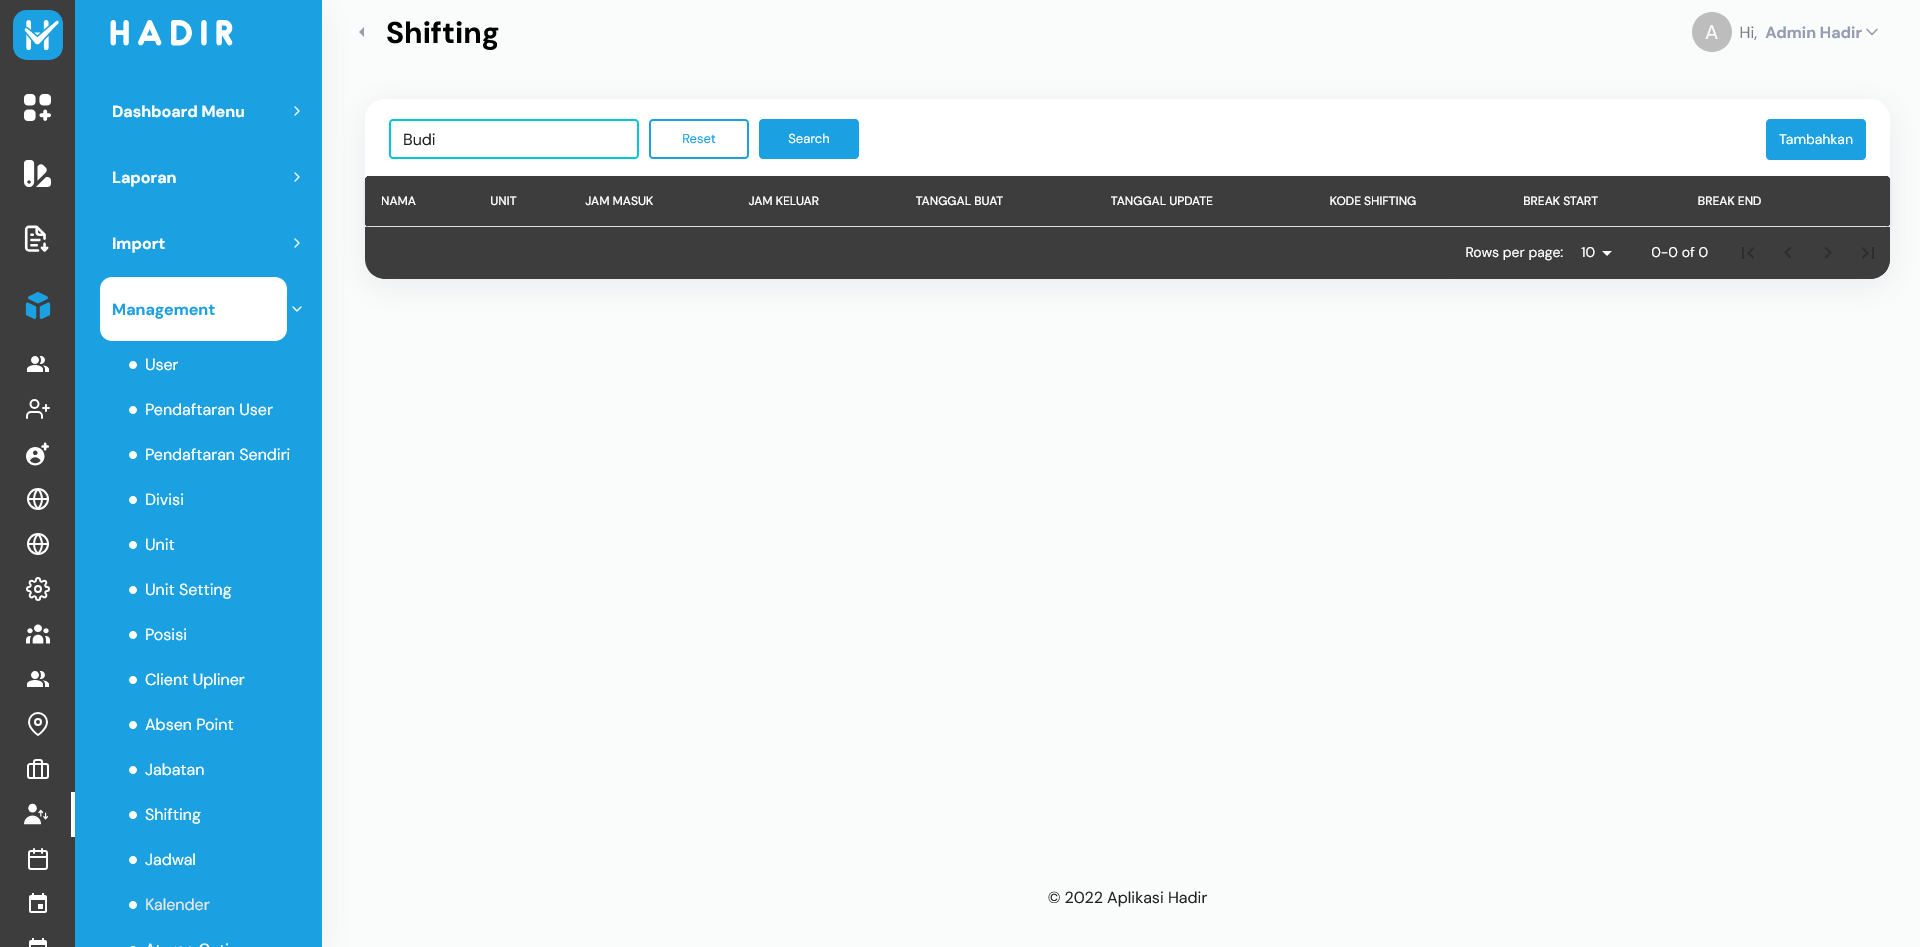 HADIR
Shifting
A Hi, Admin Hadir
Dashboard Menu
Laporan
Import
Management
User
Pendaftaran User
Pendaftaran Sendiri
Divisi
Unit
Unit Setting
Posisi
Client Upliner
Absen Point
Jabatan
Shifting
Jadwal
Kalender
Budi Reset Search Tambahkan
NAMA UNIT JAM MASUK JAM KELUAR TANGGAL BUAT TANGGAL UPDATE KODE SHIFTING BREAK START BREAK END
Rows per page: 10 0-0 of 0
© 2022 Aplikasi Hadir